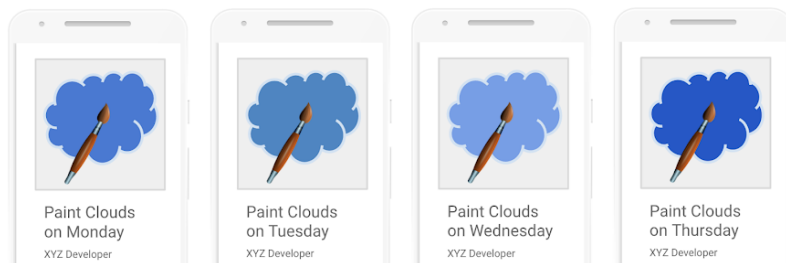 Paint Clouds
on Monday
XYZ Developer
Paint Clouds
on Tuesday
XYZ Developer
Paint Clouds
on Wednesday
XYZ Developer
Paint Clouds
on Thursday
XYZ Developer